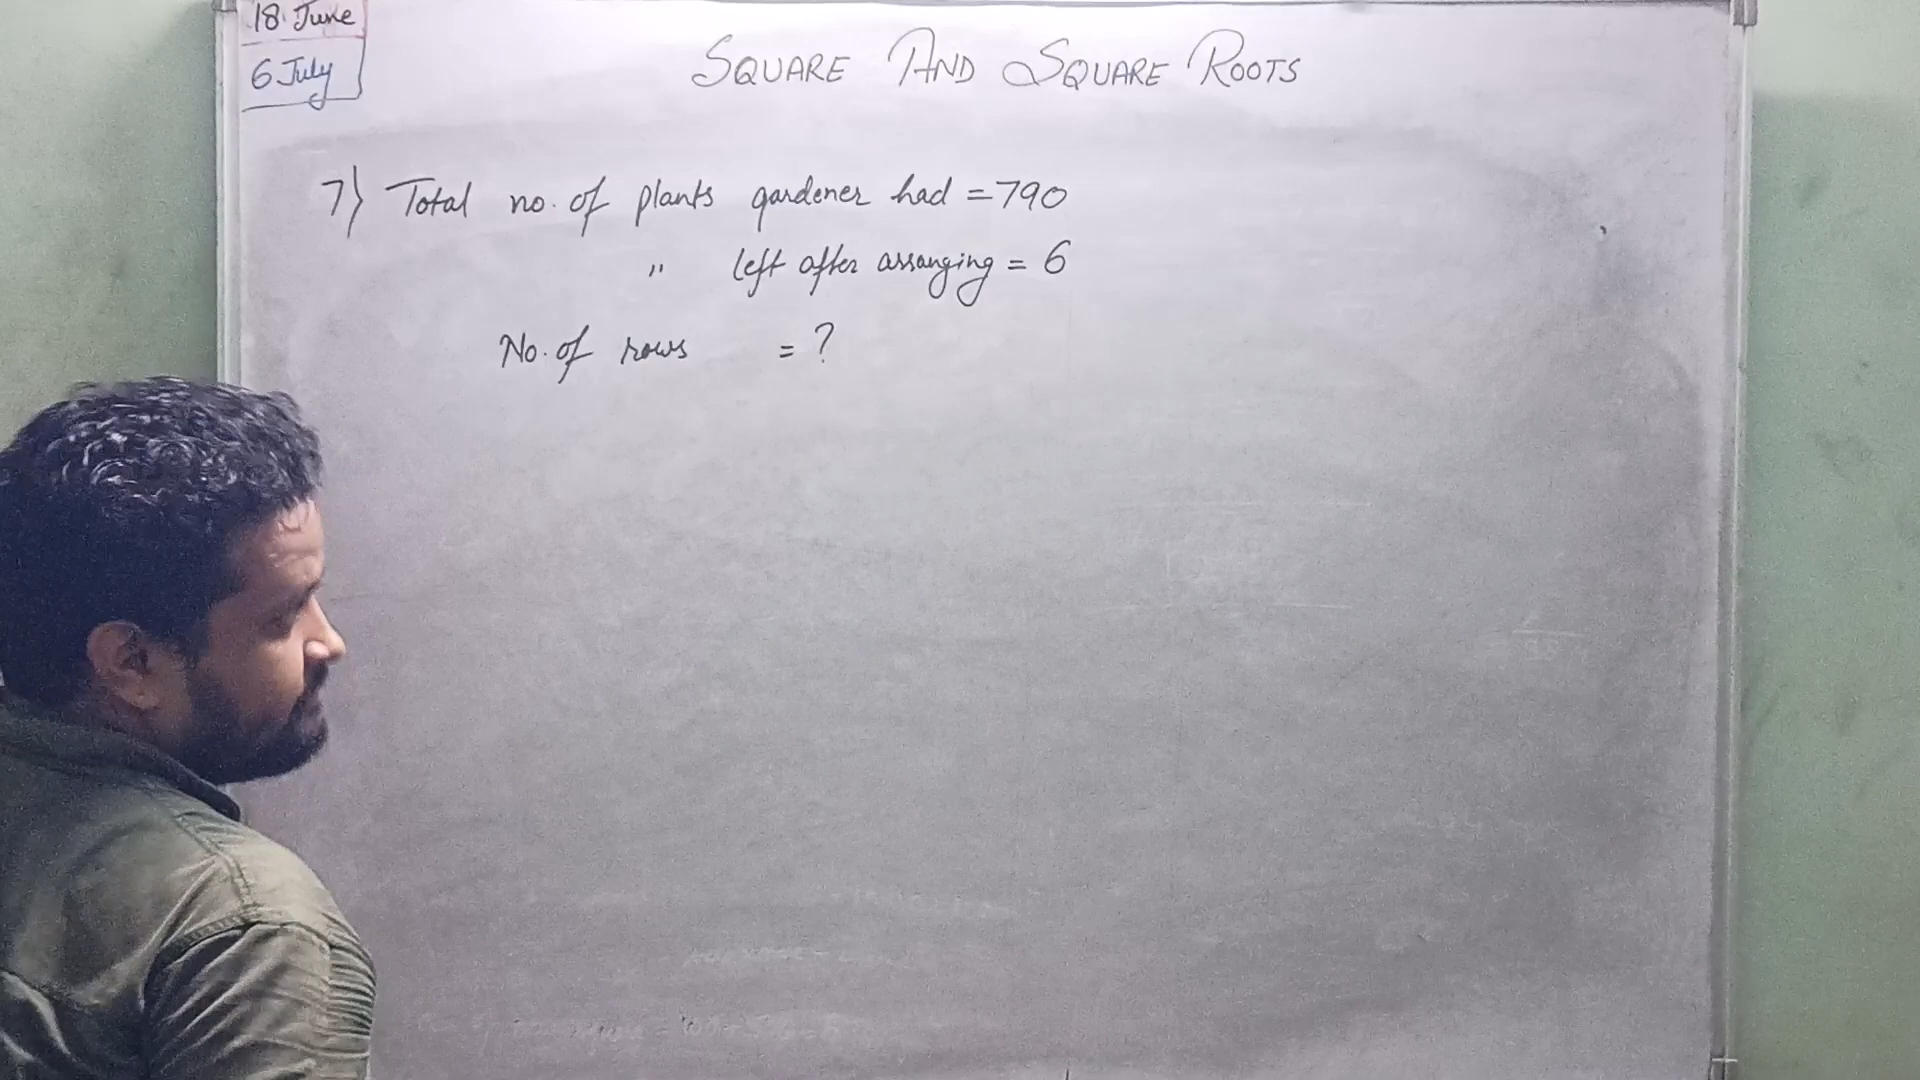 18 June
6 July
SQUARE AND SQUARE ROOTS
7) Total no. of plants gardener had = 790
" left after arranging = 6
No. of rows = ?